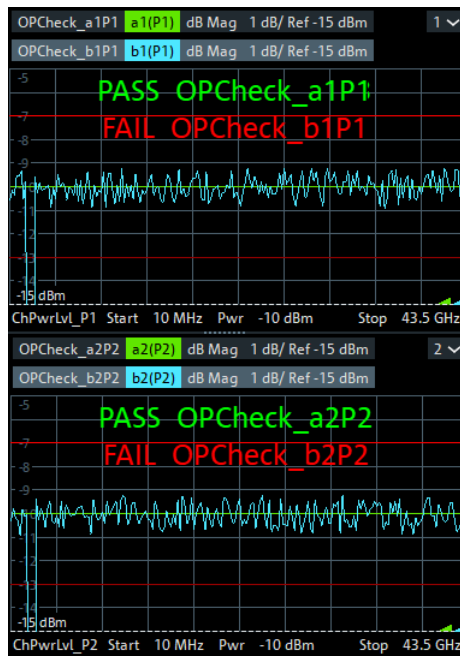 OPCheck_a1P1 a1(P1) dB Mag 1 dB/ Ref -15 dBm 1
OPCheck_b1P1 b1(P1) dB Mag 1 dB/ Ref -15 dBm
-5
PASS OPCheck_a1P1
-7
FAIL OPCheck_b1P1
-8
-9
-10
-11
-13
-14
-15 dBm
ChPwrLvl_P1 Start 10 MHz Pwr -10 dBm Stop 43.5 GHz
OPCheck_a2P2 a2(P2) dB Mag 1 dB/ Ref -15 dBm 2
OPCheck_b2P2 b2(P2) dB Mag 1 dB/ Ref -15 dBm
-5
PASS OPCheck_a2P2
-7
FAIL OPCheck_b2P2
-8
-9
-11
-13
-15 dBm
ChPwrLvl_P2 Start 10 MHz Pwr -10 dBm Stop 43.5 GHz